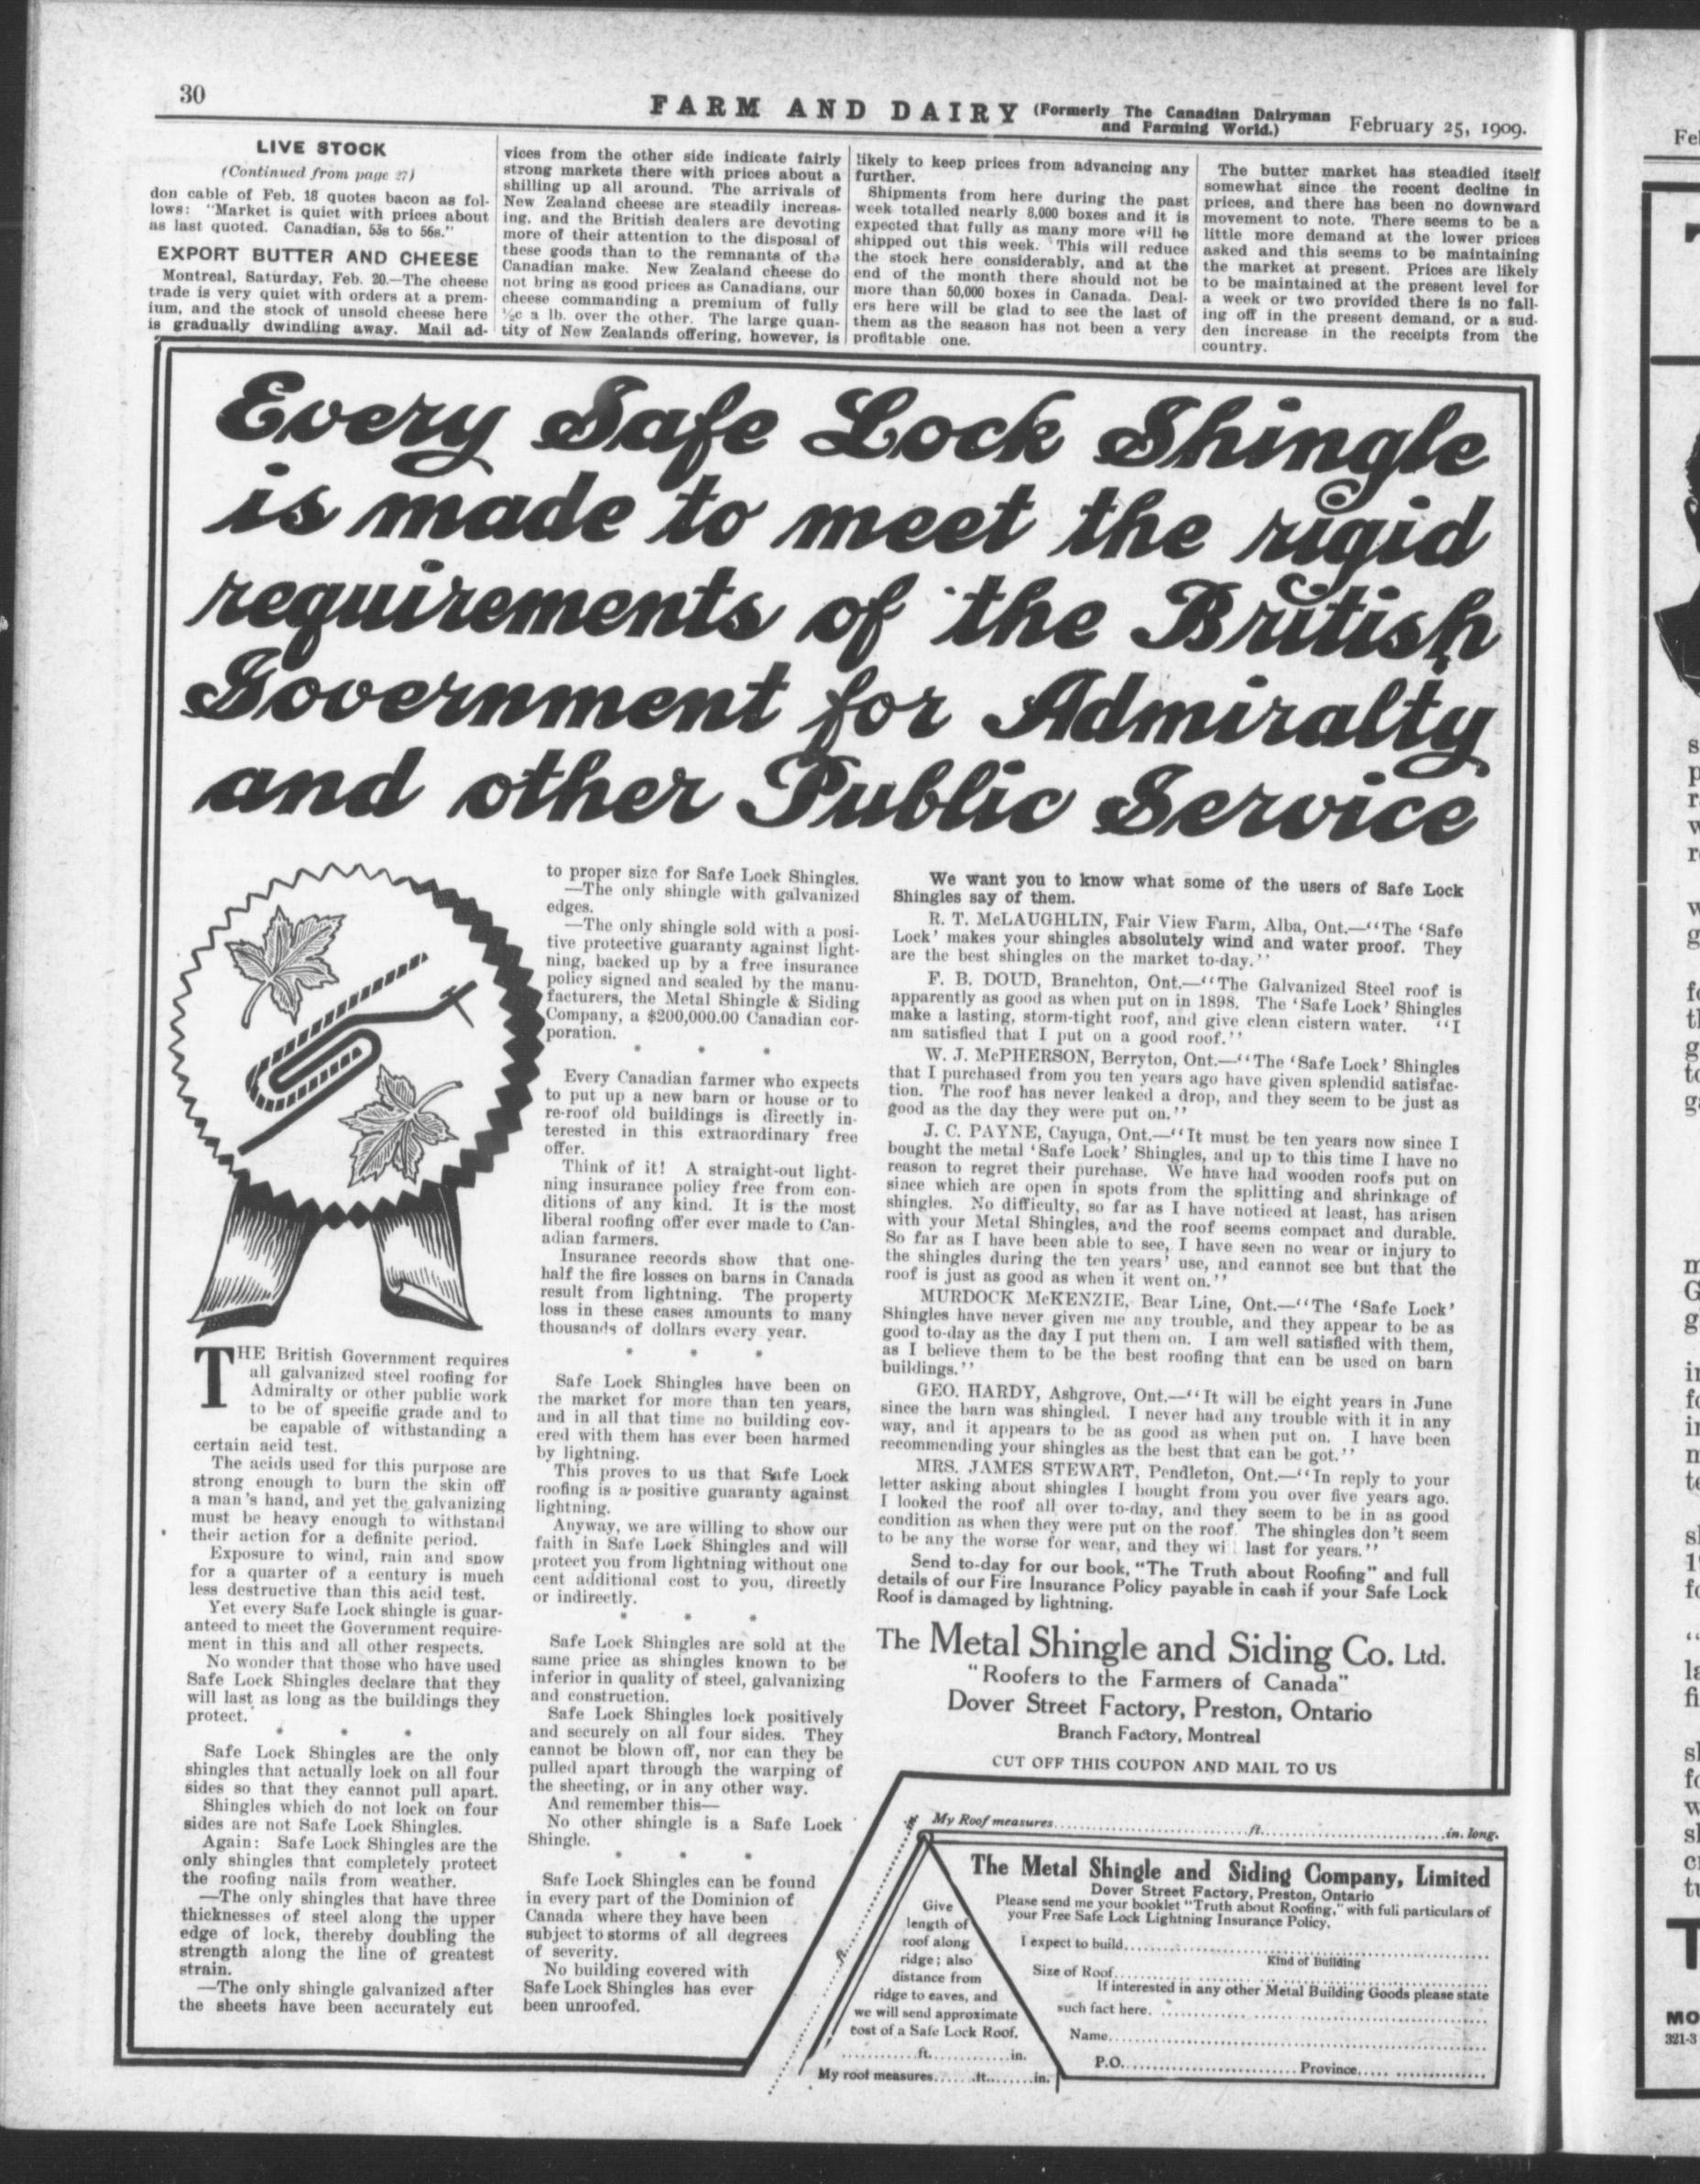 30
FARM AND DAIRY (Formerly The Canadian Dairyman
and Farming World.)
February 25, 1909.
LIVE STOCK
(Continued from page 27)
don cable of Feb. 18 quotes bacon as fol-
lows: "Market is quiet with prices about
as last quoted. Canadian, 53s to 56s."
EXPORT BUTTER AND CHEESE
Montreal, Saturday, Feb. 20.—The cheese
trade is very quiet with orders at a prem-
ium, and the stock of unsold cheese here
is gradually dwindling away. Mail ad-
vices from the other side indicate fairly
strong markets there with prices about a
shilling up all around. The arrivals of
New Zealand cheese are steadily increas-
ing, and the British dealers are devoting
more of their attention to the disposal of
these goods than to the remnants of the
Canadian make. New Zealand cheese do
not bring as good prices as Canadians, our
cheese commanding a premium of fully
½c a lb. over the other. The large quan-
tity of New Zealands offering, however, is
likely to keep prices from advancing any
further.
Shipments from here during the past
week totalled nearly 8,000 boxes and it is
expected that fully as many more will be
shipped out this week. This will reduce
the stock here considerably, and at the
end of the month there should not be
more than 50,000 boxes in Canada. Deal-
ers here will be glad to see the last of
them as the season has not been a very
profitable one.
The butter market has steadied itself
somewhat since the recent decline in
prices, and there has been no downward
movement to note. There seems to be a
little more demand at the lower prices
asked and this seems to be maintaining
the market at present. Prices are likely
to be maintained at the present level for
a week or two provided there is no fall-
ing off in the present demand, or a sud-
den increase in the receipts from the
country.
Every Safe Lock Shingle
is made to meet the rigid
requirements of the British
Government for Admiralty
and other Public Service
THE British Government requires
all galvanized steel roofing for
Admiralty or other public work
to be of specific grade and to
be capable of withstanding a
certain acid test.
The acids used for this purpose are
strong enough to burn the skin off
a man's hand, and yet the galvanizing
must be heavy enough to withstand
their action for a definite period.
Exposure to wind, rain and snow
for a quarter of a century is much
less destructive than this acid test.
Yet every Safe Lock shingle is guar-
anteed to meet the Government require-
ment in this and all other respects.
No wonder that those who have used
Safe Lock Shingles declare that they
will last as long as the buildings they
protect.
* * *
Safe Lock Shingles are the only
shingles that actually lock on all four
sides so that they cannot pull apart.
Shingles which do not lock on four
sides are not Safe Lock Shingles.
Again: Safe Lock Shingles are the
only shingles that completely protect
the roofing nails from weather.
—The only shingles that have three
thicknesses of steel along the upper
edge of lock, thereby doubling the
strength along the line of greatest
strain.
—The only shingle galvanized after
the sheets have been accurately cut
to proper size for Safe Lock Shingles.
—The only shingle with galvanized
edges.
—The only shingle sold with a posi-
tive protective guaranty against light-
ning, backed up by a free insurance
policy signed and sealed by the manu-
facturers, the Metal Shingle & Siding
Company, a $200,000.00 Canadian cor-
poration.
* * *
Every Canadian farmer who expects
to put up a new barn or house or to
re-roof old buildings is directly in-
terested in this extraordinary free
offer.
Think of it! A straight-out light-
ning insurance policy free from con-
ditions of any kind. It is the most
liberal roofing offer ever made to Can-
adian farmers.
Insurance records show that one-
half the fire losses on barns in Canada
result from lightning. The property
loss in these cases amounts to many
thousands of dollars every year.
* * *
Safe Lock Shingles have been on
the market for more than ten years,
and in all that time no building cov-
ered with them has ever been harmed
by lightning.
This proves to us that Safe Lock
roofing is a positive guaranty against
lightning.
Anyway, we are willing to show our
faith in Safe Lock Shingles and will
protect you from lightning without one
cent additional cost to you, directly
or indirectly.
* * *
Safe Lock Shingles are sold at the
same price as shingles known to be
inferior in quality of steel, galvanizing
and construction.
Safe Lock Shingles lock positively
and securely on all four sides. They
cannot be blown off, nor can they be
pulled apart through the warping of
the sheeting, or in any other way.
And remember this—
No other shingle is a Safe Lock
Shingle.
* * *
Safe Lock Shingles can be found
in every part of the Dominion of
Canada where they have been
subject to storms of all degrees
of severity.
No building covered with
Safe Lock Shingles has ever
been unroofed.
We want you to know what some of the users of Safe Lock
Shingles say of them.
R. T. McLAUGHLIN, Fair View Farm, Alba, Ont.—"The 'Safe
Lock' makes your shingles absolutely wind and water proof. They
are the best shingles on the market to-day."
F. B. DOUD, Branchton, Ont.—"The Galvanized Steel roof is
apparently as good as when put on in 1898. The 'Safe Lock' Shingles
make a lasting, storm-tight roof, and give clean cistern water. "I
am satisfied that I put on a good roof."
W. J. McPHERSON, Berryton, Ont.—"The 'Safe Lock' Shingles
that I purchased from you ten years ago have given splendid satisfac-
tion. The roof has never leaked a drop, and they seem to be just as
good as the day they were put on."
J. C. PAYNE, Cayuga, Ont.—"It must be ten years now since I
bought the metal 'Safe Lock' Shingles, and up to this time I have no
reason to regret their purchase. We have had wooden roofs put on
since which are open in spots from the splitting and shrinkage of
shingles. No difficulty, so far as I have noticed at least, has arisen
with your Metal Shingles, and the roof seems compact and durable.
So far as I have been able to see, I have seen no wear or injury to
the shingles during the ten years' use, and cannot see but that the
roof is just as good as when it went on."
MURDOCK McKENZIE, Bear Line, Ont.—"The 'Safe Lock'
Shingles have never given me any trouble, and they appear to be as
good to-day as the day I put them on. I am well satisfied with them,
as I believe them to be the best roofing that can be used on barn
buildings."
GEO. HARDY, Ashgrove, Ont.—"It will be eight years in June
since the barn was shingled. I never had any trouble with it in any
way, and it appears to be as good as when put on. I have been
recommending your shingles as the best that can be got."
MRS. JAMES STEWART, Pendleton, Ont.—"In reply to your
letter asking about shingles I bought from you over five years ago.
I looked the roof all over to-day, and they seem to be in as good
condition as when they were put on the roof. The shingles don't seem
to be any the worse for wear, and they wi l last for years."
Send to-day for our book, "The Truth about Roofing" and full
details of our Fire Insurance Policy payable in cash if your Safe Lock
Roof is damaged by lightning.
The Metal Shingle and Siding Co. Ltd.
"Roofers to the Farmers of Canada"
Dover Street Factory, Preston, Ontario
Branch Factory, Montreal
CUT OFF THIS COUPON AND MAIL TO US
My Roof measures ft. in. long.
in.
ft.
Give
length of
roof along
ridge; also
distance from
ridge to eaves, and
we will send approximate
cost of a Safe Lock Roof.
ft. in.
My roof measures ft. in.
The Metal Shingle and Siding Company, Limited
Dover Street Factory, Preston, Ontario
Please send me your booklet "Truth about Roofing," with full particulars of
your Free Safe Lock Lightning Insurance Policy.
I expect to build
Kind of Building
Size of Roof
If interested in any other Metal Building Goods please state
such fact here.
Name
P.O. Province
Fel
MO
321-3